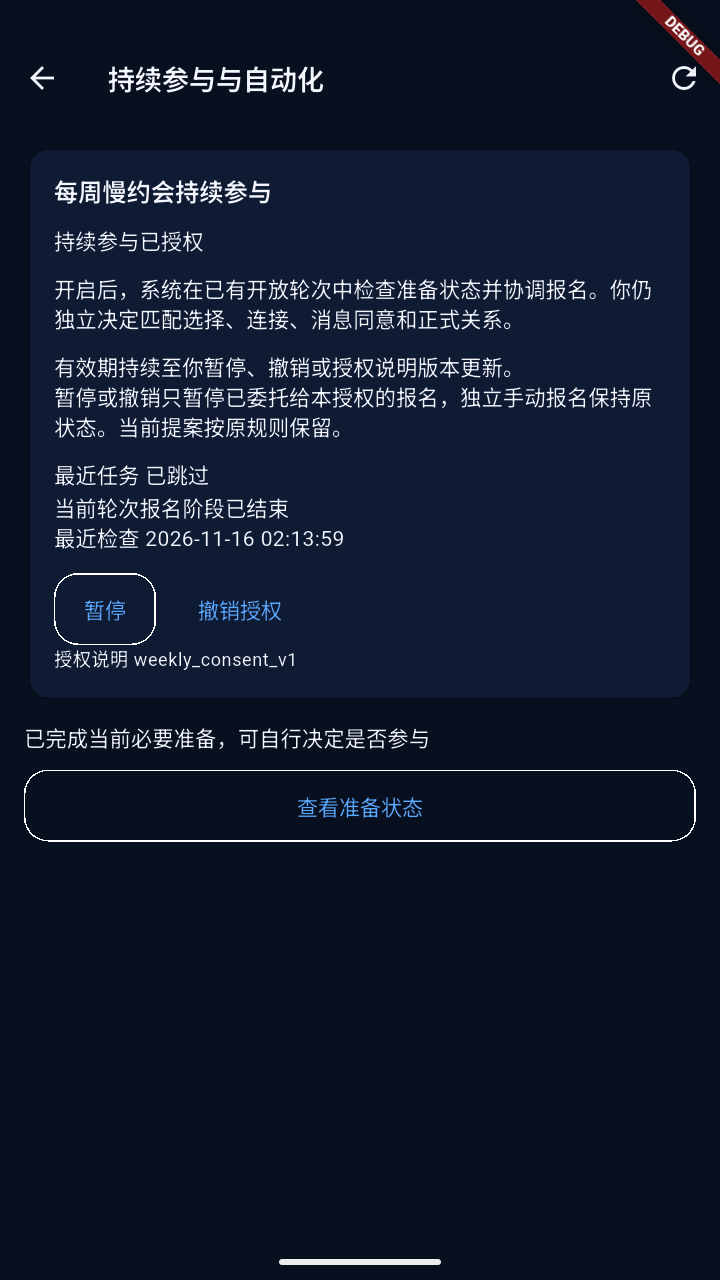 DEBUG
持续参与与自动化
每周慢约会持续参与
持续参与已授权
开启后，系统在已有开放轮次中检查准备状态并协调报名。你仍
独立决定匹配选择、连接、消息同意和正式关系。
有效期持续至你暂停、撤销或授权说明版本更新。
暂停或撤销只暂停已委托给本授权的报名，独立手动报名保持原
状态。当前提案按原规则保留。
最近任务 已跳过
当前轮次报名阶段已结束
最近检查 2026-11-16 02:13:59
暂停
撤销授权
授权说明 weekly_consent_v1
已完成当前必要准备，可自行决定是否参与
查看准备状态